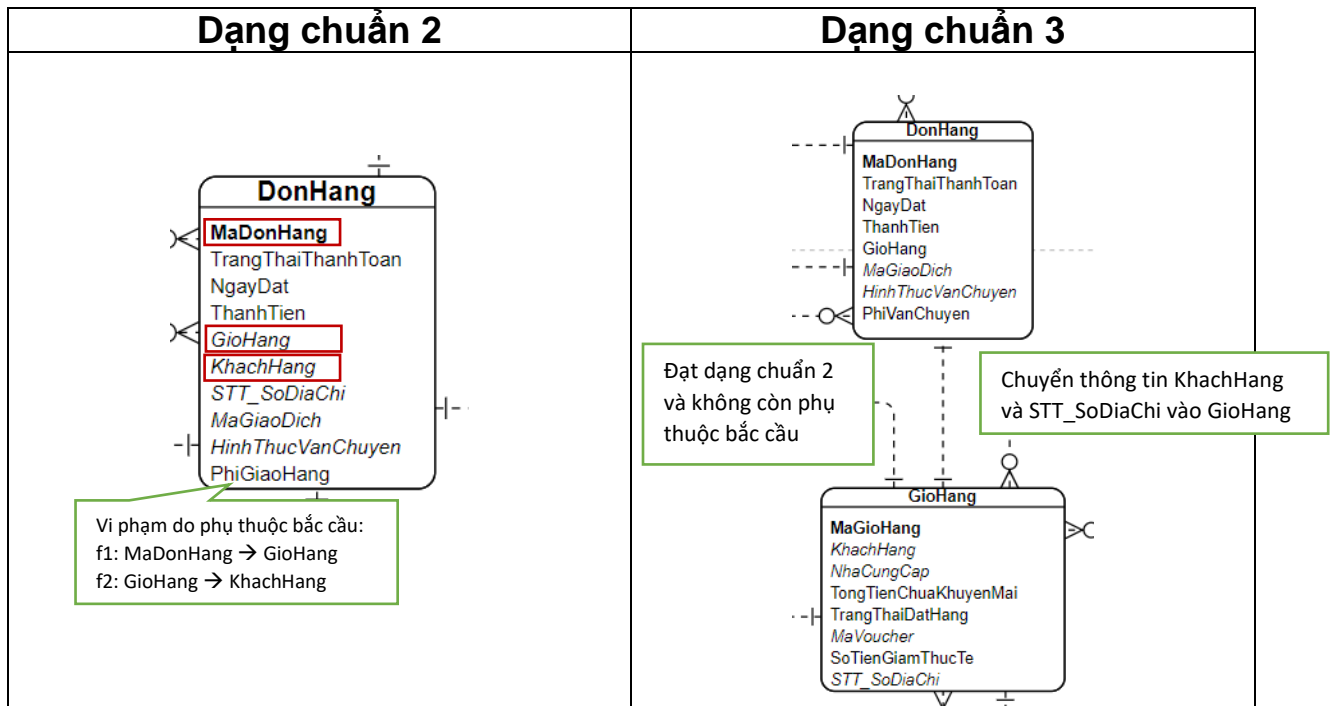 Dạng chuẩn 2
Dạng chuẩn 3
DonHang
MaDonHang
TrangThaiThanhToan
NgayDat
ThanhTien
GioHang
KhachHang
STT_SoDiaChi
MaGiaoDich
HinhThucVanChuyen
PhiGiaoHang
Vi phạm do phụ thuộc bắc cầu:
f1: MaDonHang → GioHang
f2: GioHang → KhachHang
DonHang
MaDonHang
TrangThaiThanhToan
NgayDat
ThanhTien
GioHang
MaGiaoDich
HinhThucVanChuyen
PhiVanChuyen
Đạt dạng chuẩn 2
và không còn phụ
thuộc bắc cầu
Chuyển thông tin KhachHang
và STT_SoDiaChi vào GioHang
GioHang
MaGioHang
KhachHang
NhaCungCap
TongTienChuaKhuyenMai
TrangThaiDatHang
MaVoucher
SoTienGiamThucTe
STT_SoDiaChi